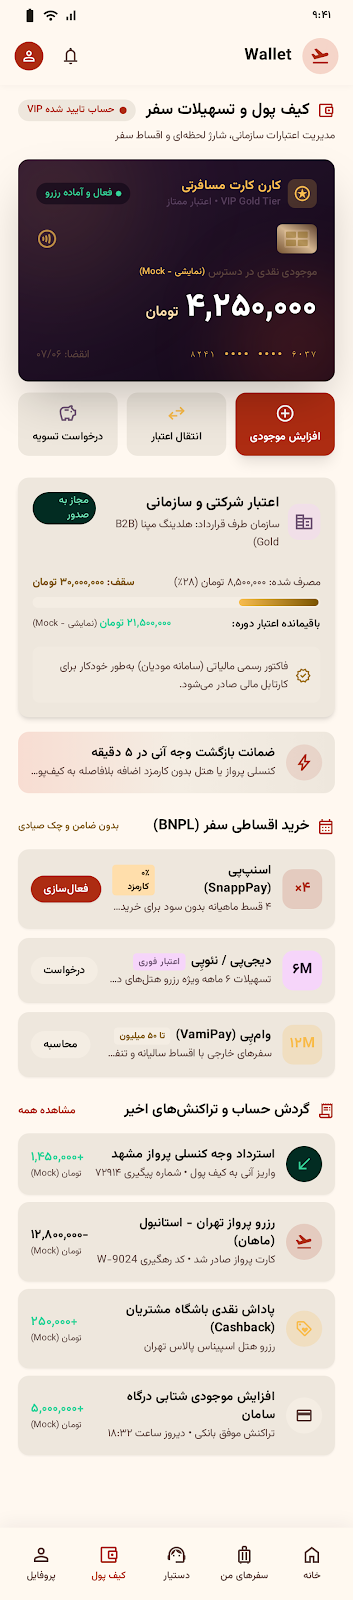 ۹:۴۱
Wallet
کیف پول و تسهیلات سفر
حساب تایید شده VIP
مدیریت اعتبارات سازمانی، شارژ لحظه‌ای و اقساط سفر
کارن کارت مسافرتی
VIP Gold Tier • اعتبار ممتاز
فعال و آماده رزرو
موجودی نقدی در دسترس (نمایشی - Mock)
۴,۲۵۰,۰۰۰ تومان
۶۰۳۷ •••• •••• ۸۲۴۱
انقضا: ۰۷/۰۶
افزایش موجودی
انتقال اعتبار
درخواست تسویه
اعتبار شرکتی و سازمانی
سازمان طرف قرارداد: هلدینگ مپنا (B2B
Gold)
مجاز به
صدور
مصرف شده: ۸,۵۰۰,۰۰۰ تومان (۲۸٪)
سقف: ۳۰,۰۰۰,۰۰۰ تومان
باقیمانده اعتبار دوره:
۲۱,۵۰۰,۰۰۰ تومان (نمایشی - Mock)
فاکتور رسمی مالیاتی (سامانه مودیان) به‌طور خودکار برای
کارتابل مالی صادر می‌شود.
ضمانت بازگشت وجه آنی در ۵ دقیقه
کنسلی پرواز یا هتل بدون کارمزد اضافه بلافاصله به کیف‌پو...
خرید اقساطی سفر (BNPL)
بدون ضامن و چک صیادی
×۴
اسنپ‌پی
(SnappPay)
۰٪
کارمزد
۴ قسط ماهیانه بدون سود برای خرید...
فعال‌سازی
۶M
دیجی‌پی / نئوپی
اعتبار فوری
تسهیلات ۶ ماهه ویژه رزرو هتل‌های د...
درخواست
۱۲M
وام‌پی (VamiPay)
تا ۵۰ میلیون
سفرهای خارجی با اقساط سالیانه و تنف...
محاسبه
گردش حساب و تراکنش‌های اخیر
مشاهده همه
استرداد وجه کنسلی پرواز مشهد
واریز آنی به کیف پول • شماره پیگیری ۷۲۹۱۴
+۱,۴۵۰,۰۰۰
تومان (Mock)
رزرو پرواز تهران - استانبول
(ماهان)
کارت پرواز صادر شد • کد رهگیری W-9024
-۱۲,۸۰۰,۰۰۰
تومان (Mock)
پاداش نقدی باشگاه مشتریان
(Cashback)
رزرو هتل اسپیناس پالاس تهران
+۲۵۰,۰۰۰
تومان (Mock)
افزایش موجودی شتابی درگاه
سامان
تراکنش موفق بانکی • دیروز ساعت ۱۸:۳۲
+۵,۰۰۰,۰۰۰
تومان (Mock)
خانه
سفرهای من
دستیار
کیف پول
پروفایل